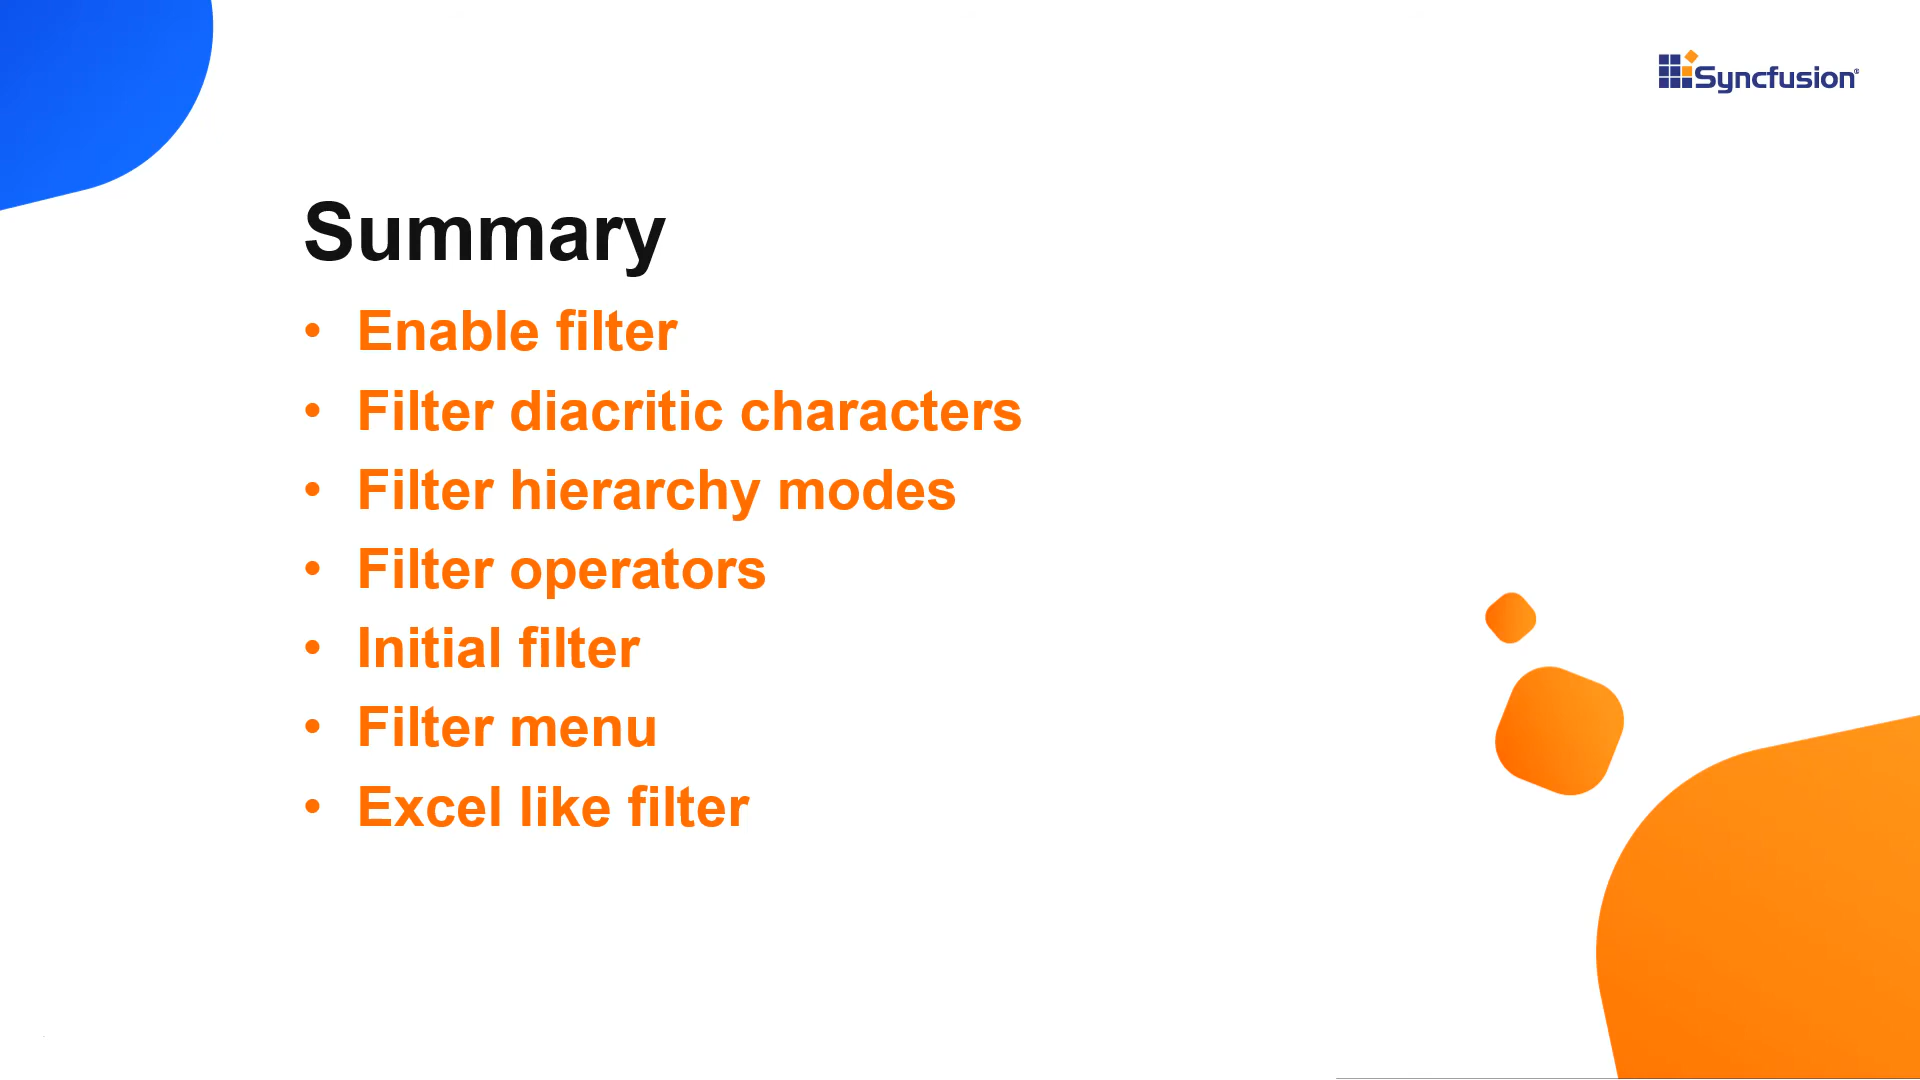 Syncfusion®
Summary
• Enable filter
• Filter diacritic characters
• Filter hierarchy modes
• Filter operators
• Initial filter
• Filter menu
• Excel like filter